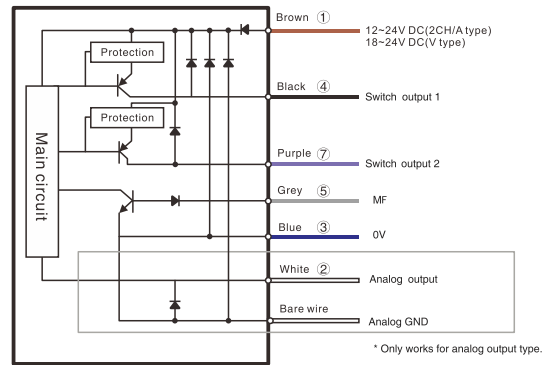 Brown ①
12~24V DC(2CH/A type)
18~24V DC(V type)
Protection
Black ④
Switch output 1
Protection
Main circuit
Purple ⑦
Switch output 2
Grey ⑤
MF
Blue ③
0V
White ②
Analog output
Bare wire
Analog GND
* Only works for analog output type.